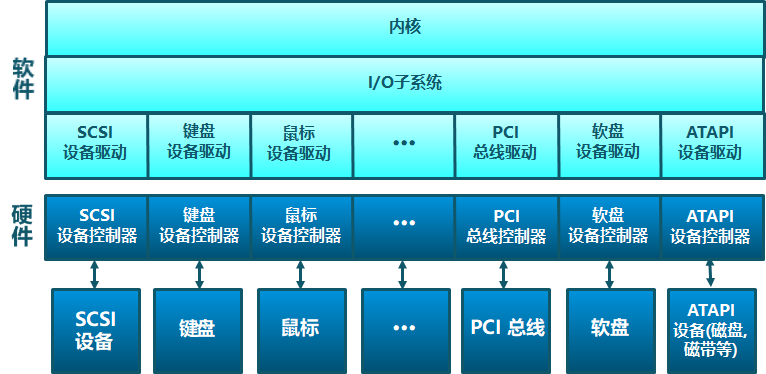 软件
内核
I/O子系统
SCSI
设备驱动
键盘
设备驱动
鼠标
设备驱动
•••
PCI
总线驱动
软盘
设备驱动
ATAPI
设备驱动
硬件
SCSI
设备控制器
键盘
设备控制器
鼠标
设备控制器
•••
PCI
总线控制器
软盘
设备控制器
ATAPI
设备控制器
SCSI
设备
键盘
鼠标
•••
PCI 总线
软盘
ATAPI
设备(磁盘,
磁带等)